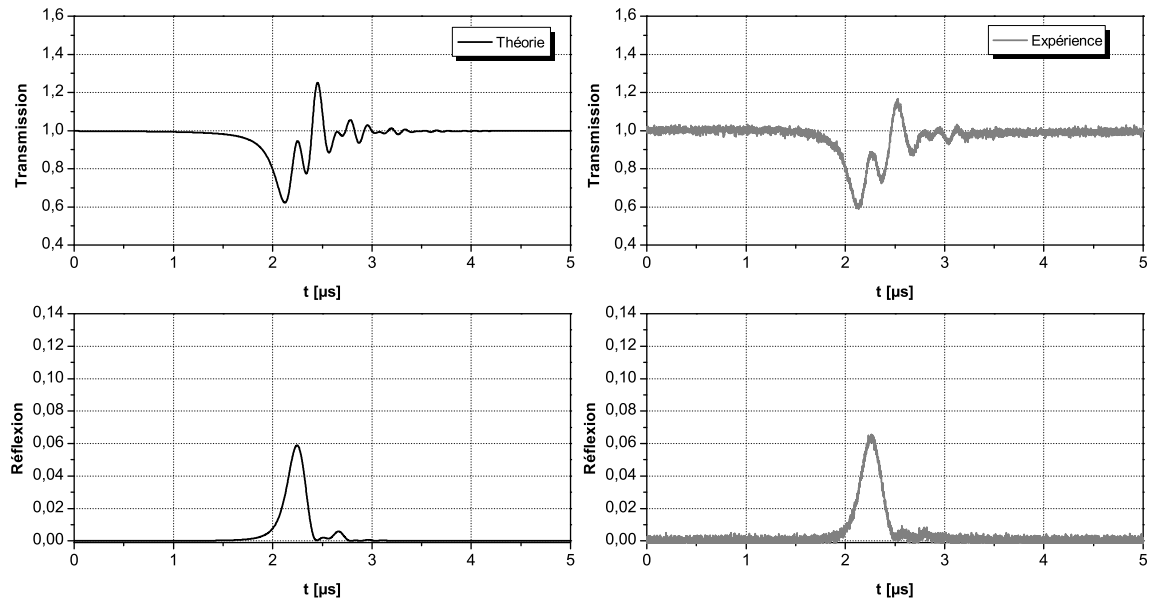 1,6
1,4
1,2
1,0
0,8
0,6
0,4
Transmission
Théorie
0 1 2 3 4 5
t [µs]
1,6
1,4
1,2
1,0
0,8
0,6
0,4
Transmission
Expérience
0 1 2 3 4 5
t [µs]
0,14
0,12
0,10
0,08
0,06
0,04
0,02
0,00
Réflexion
0 1 2 3 4 5
t [µs]
0,14
0,12
0,10
0,08
0,06
0,04
0,02
0,00
Réflexion
0 1 2 3 4 5
t [µs]